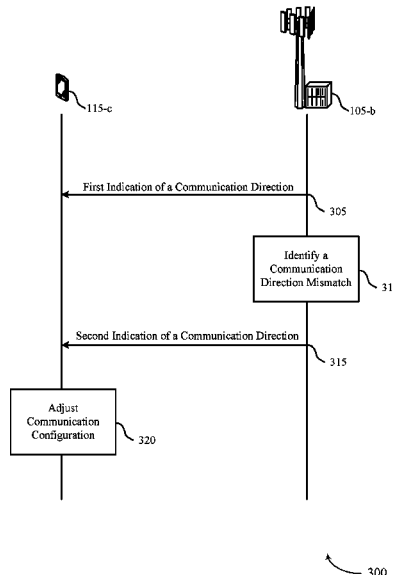 115-c
105-b
First Indication of a Communication Direction
305
Identify a
Communication
Direction Mismatch
31
Second Indication of a Communication Direction
315
Adjust
Communication
Configuration
320
300